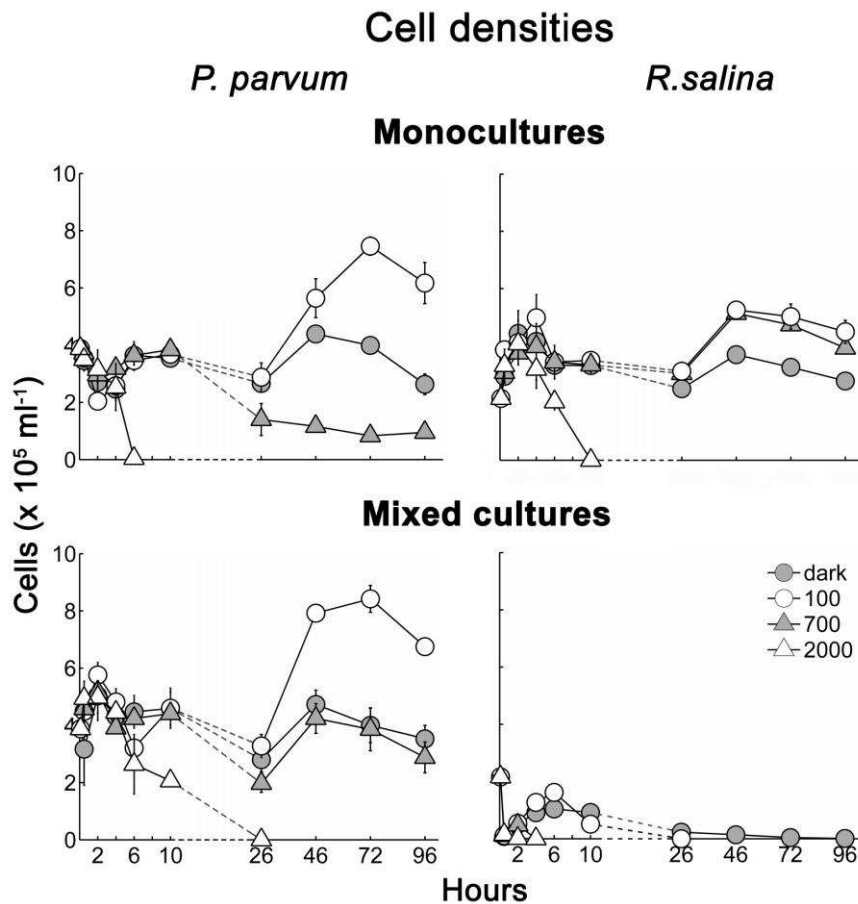 Cell densities
P. parvum R.salina
Monocultures
10
8
6
4
2
0
Mixed cultures
10
8
6
4
2
0
dark
100
700
2000
2 6 10 26 46 72 96 2 6 10 26 46 72 96
Hours
Cells (x 10⁵ ml⁻¹)